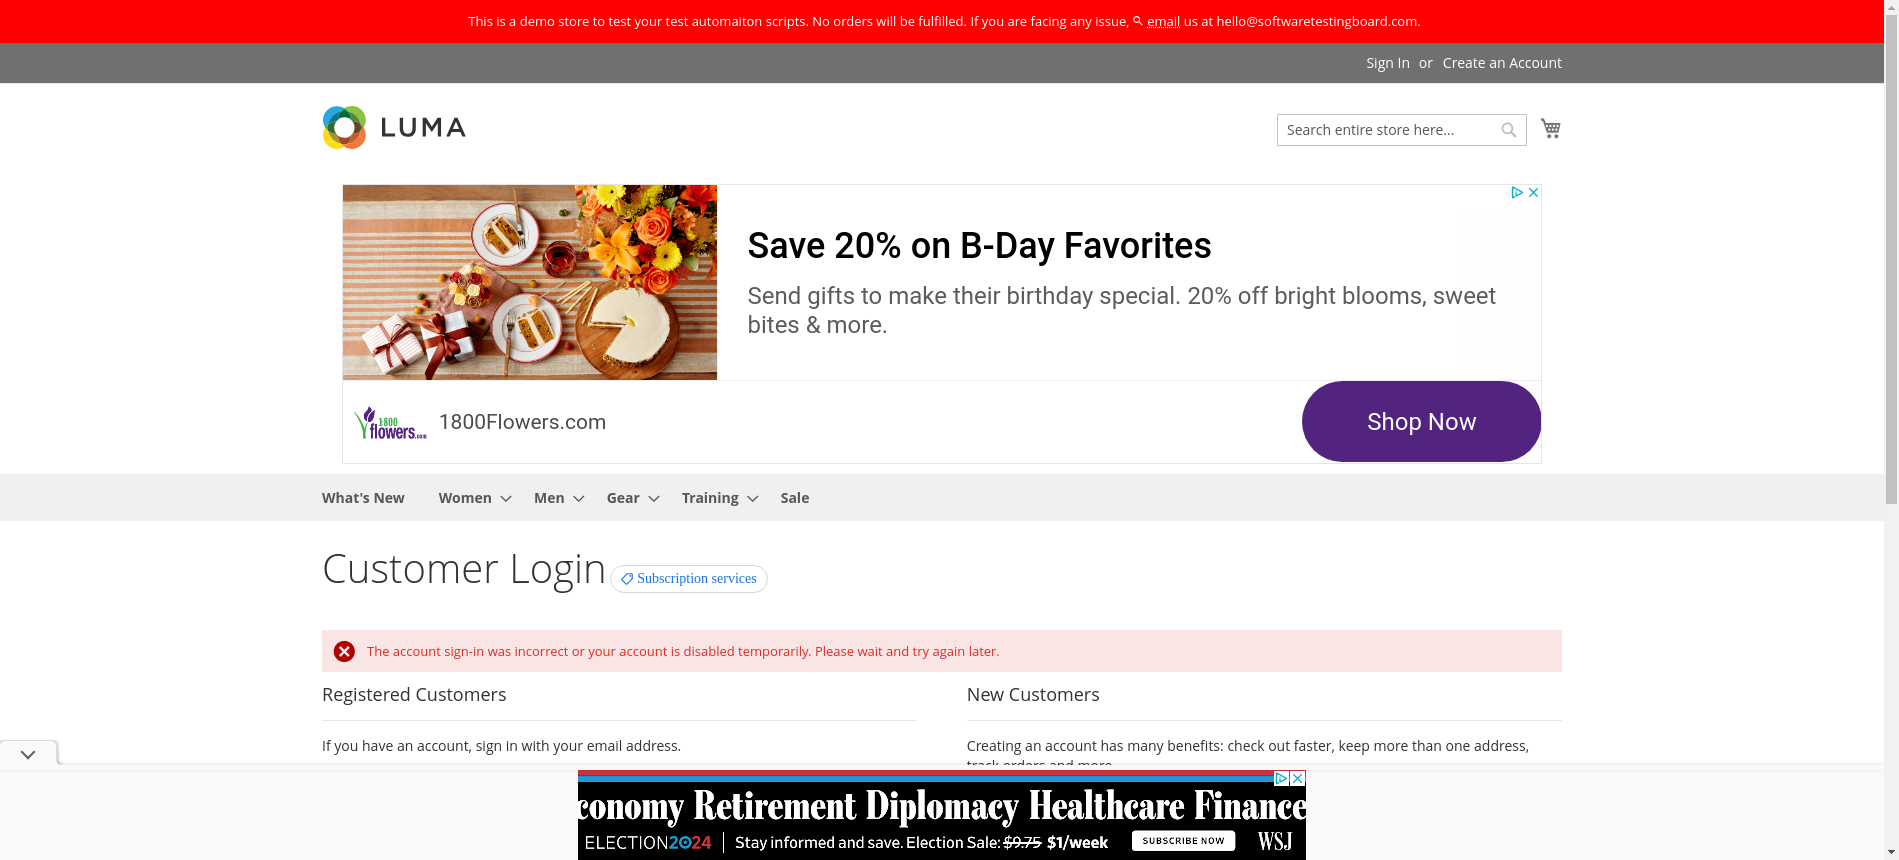 This is a demo store to test your test automaiton scripts. No orders will be fulfilled. If you are facing any issue, email us at hello@softwaretestingboard.com.
Sign In or Create an Account
LUMA
Search entire store here...
Save 20% on B-Day Favorites
Send gifts to make their birthday special. 20% off bright blooms, sweet
bites & more.
1-800
flowers.com
1800Flowers.com
Shop Now
What's New Women Men Gear Training Sale
Customer Login
Subscription services
The account sign-in was incorrect or your account is disabled temporarily. Please wait and try again later.
Registered Customers
If you have an account, sign in with your email address.
New Customers
Creating an account has many benefits: check out faster, keep more than one address,
track orders and more.
conomy Retirement Diplomacy Healthcare Finance
ELECTION2024 Stay informed and save. Election Sale: $9.75 $1/week SUBSCRIBE NOW WSJ